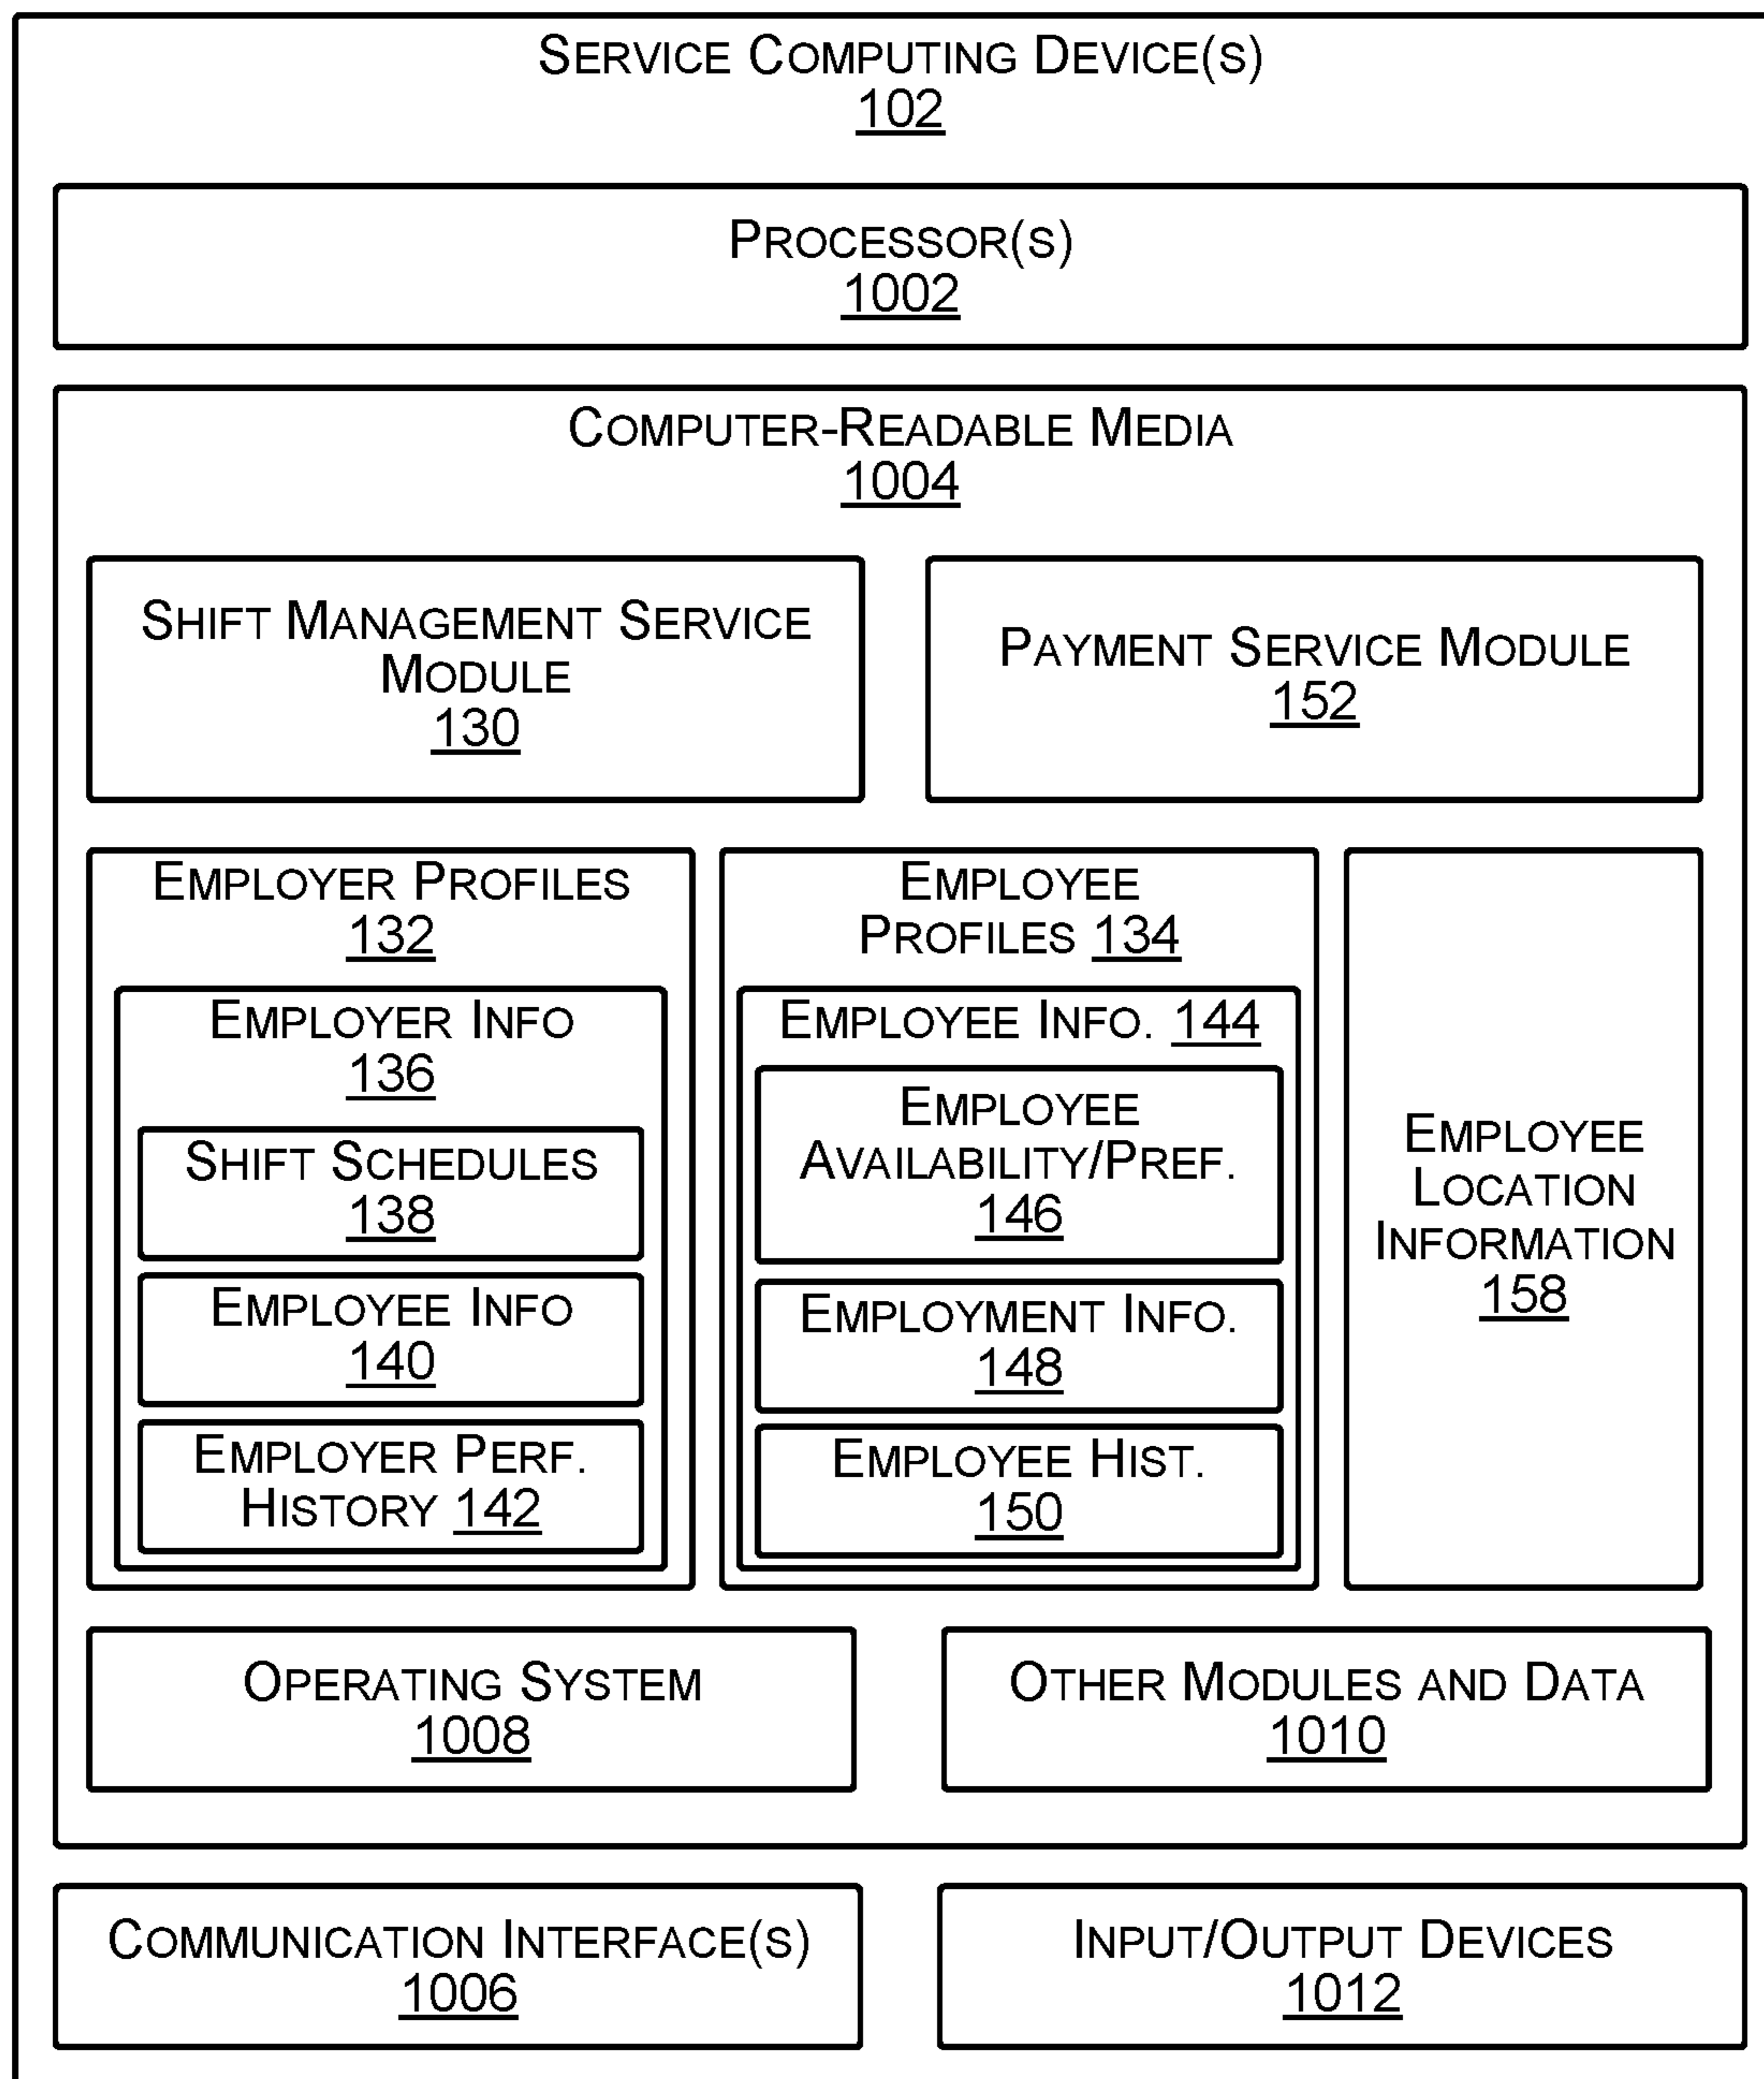 SERVICE COMPUTING DEVICE(S)
102
PROCESSOR(S)
1002
COMPUTER-READABLE MEDIA
1004
SHIFT MANAGEMENT SERVICE
MODULE
130
PAYMENT SERVICE MODULE
152
EMPLOYER PROFILES
132
EMPLOYER INFO
136
SHIFT SCHEDULES
138
EMPLOYEE INFO
140
EMPLOYER PERF.
HISTORY 142
EMPLOYEE
PROFILES 134
EMPLOYEE INFO. 144
EMPLOYEE
AVAILABILITY/PREF.
146
EMPLOYMENT INFO.
148
EMPLOYEE HIST.
150
EMPLOYEE
LOCATION
INFORMATION
158
OPERATING SYSTEM
1008
OTHER MODULES AND DATA
1010
COMMUNICATION INTERFACE(S)
1006
INPUT/OUTPUT DEVICES
1012